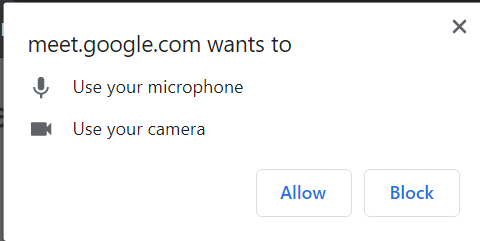 meet.google.com wants to
Use your microphone
Use your camera
Allow Block